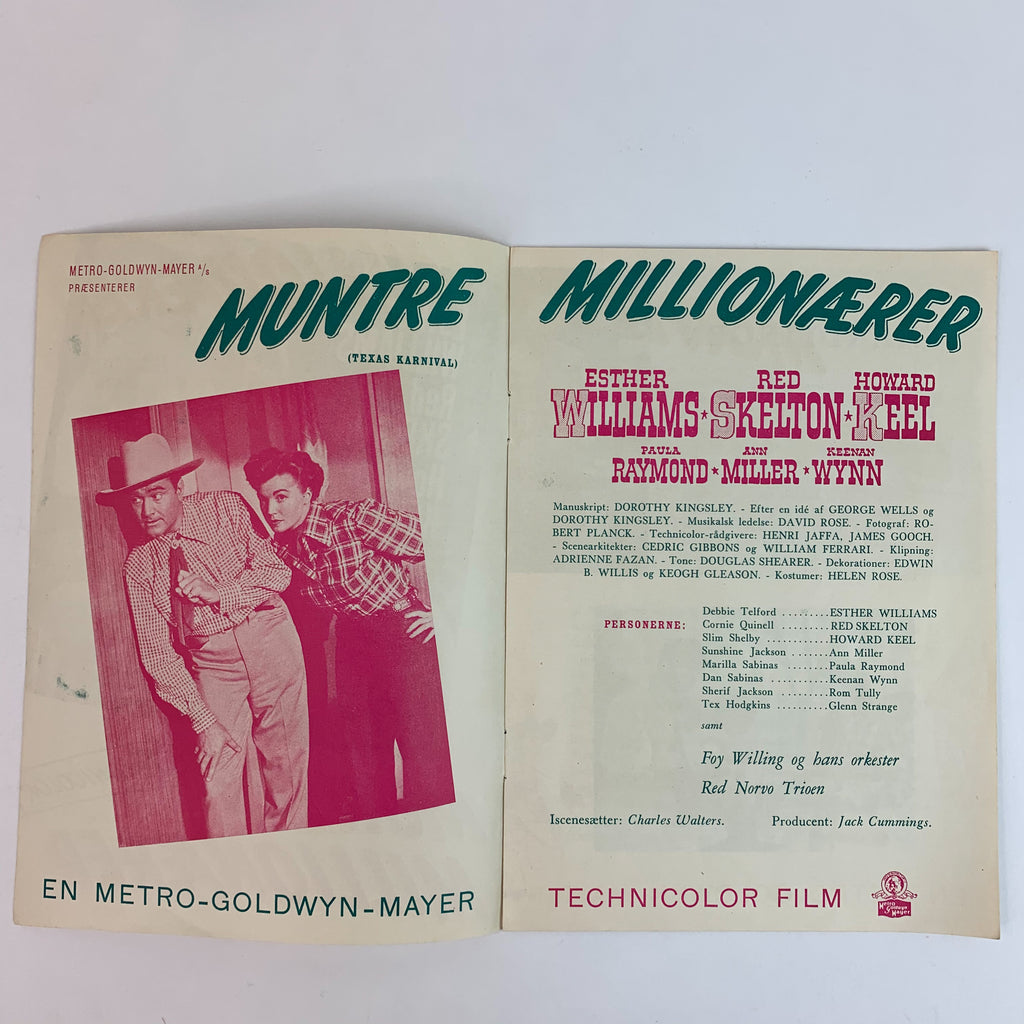 METRO-GOLDWYN-MAYER A/S
PRÆSENTERER
MUNTRE
(TEXAS KARNIVAL)
EN METRO-GOLDWYN-MAYER
MILLIONÆRER
ESTHER RED HOWARD
WILLIAMS★SKELTON★KEEL
PAULA ANN KEENAN
RAYMOND★MILLER★WYNN
Manuskript: DOROTHY KINGSLEY. - Efter en idé af GEORGE WELLS og
DOROTHY KINGSLEY. - Musikalsk ledelse: DAVID ROSE. - Fotograf: RO-
BERT PLANCK. - Technicolor-rådgivere: HENRI JAFFA, JAMES GOOCH.
- Scenearkitekter: CEDRIC GIBBONS og WILLIAM FERRARI. - Klipning:
ADRIENNE FAZAN. - Tone: DOUGLAS SHEARER. - Dekorationer: EDWIN
B. WILLIS og KEOGH GLEASON. - Kostumer: HELEN ROSE.
PERSONERNE:
Debbie Telford .........ESTHER WILLIAMS
Cornie Quinell .........RED SKELTON
Slim Shelby ...........HOWARD KEEL
Sunshine Jackson .......Ann Miller
Marilla Sabinas ........Paula Raymond
Dan Sabinas ..........Keenan Wynn
Sherif Jackson .........Rom Tully
Tex Hodgkins ..........Glenn Strange
samt
Foy Willing og hans orkester
Red Norvo Trioen
Iscenesætter: Charles Walters. Producent: Jack Cummings.
TECHNICOLOR FILM
Metro
Goldwyn
Mayer